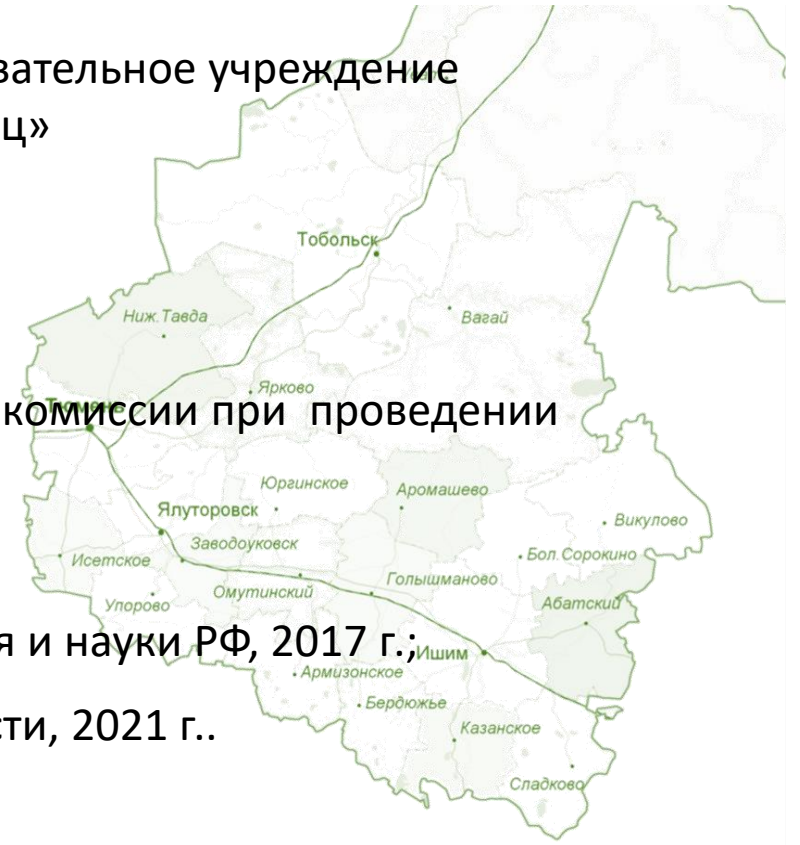 зательное учреждение
ц»
Тобольск
Ниж.Тавда
Вагай
Ярково
Тюмень
комиссии при проведении
Юргинское
Аромашево
Ялуторовск
Викулово
Заводоуковск
Бол.Сорокино
Исетское
Голышманово
Омутинский
Абатский
Упорово
я и науки РФ, 2017 г.;
Ишим
Армизонское
Бердюжье
сти, 2021 г..
Казанское
Сладково